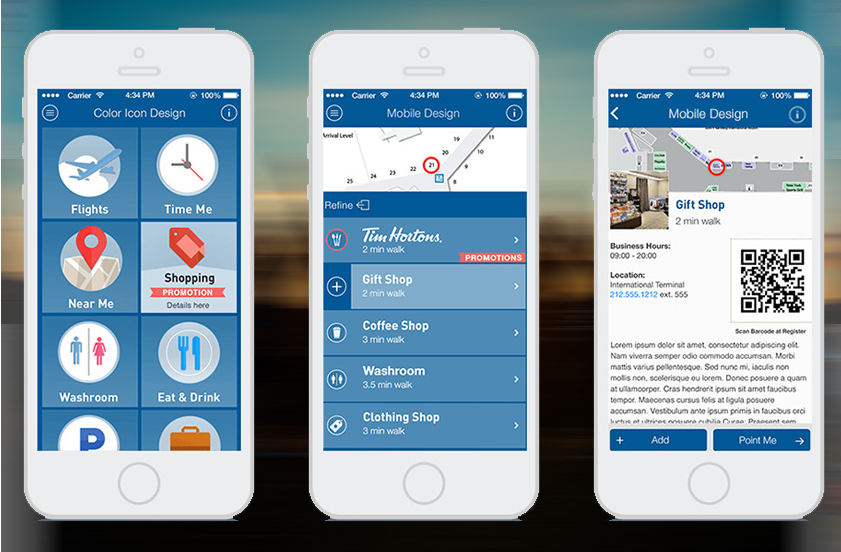 Carrier 4:34 PM 100%
Color Icon Design
Flights
Time Me
Near Me
Shopping
PROMOTION
Details here
Washroom
Eat & Drink
P
Carrier 4:34 PM 100%
Mobile Design
Arrival Level
25
24
23
22
21
20
19
11
10
9
8
Refine
Tim Hortons.
2 min walk
PROMOTIONS
Gift Shop
2 min walk
Coffee Shop
3 min walk
Washroom
3.5 min walk
Clothing Shop
3 min walk
Carrier 4:34 PM 100%
Mobile Design
Gift Shop
2 min walk
Business Hours:
09:00 - 20:00
Location:
International Terminal
212.555.1212 ext. 555
Scan Barcode at Register
Lorem ipsum dolor sit amet, consectetur adipiscing elit.
Nam viverra semper odio commodo accumsan. Morbi
mattis varius pellentesque. Sed nunc mi, iaculis non
mollis non, scelerisque eu lorem. Donec posuere a quam
at ullamcorper. Cras hendrerit ipsum sit amet faucibus
tempor. Maecenas cursus felis at ligula posuere
accumsan. Vestibulum ante ipsum primis in faucibus orci
luctus et ultrices posuere cubilia Curae; Praesent sem
Add
Point Me